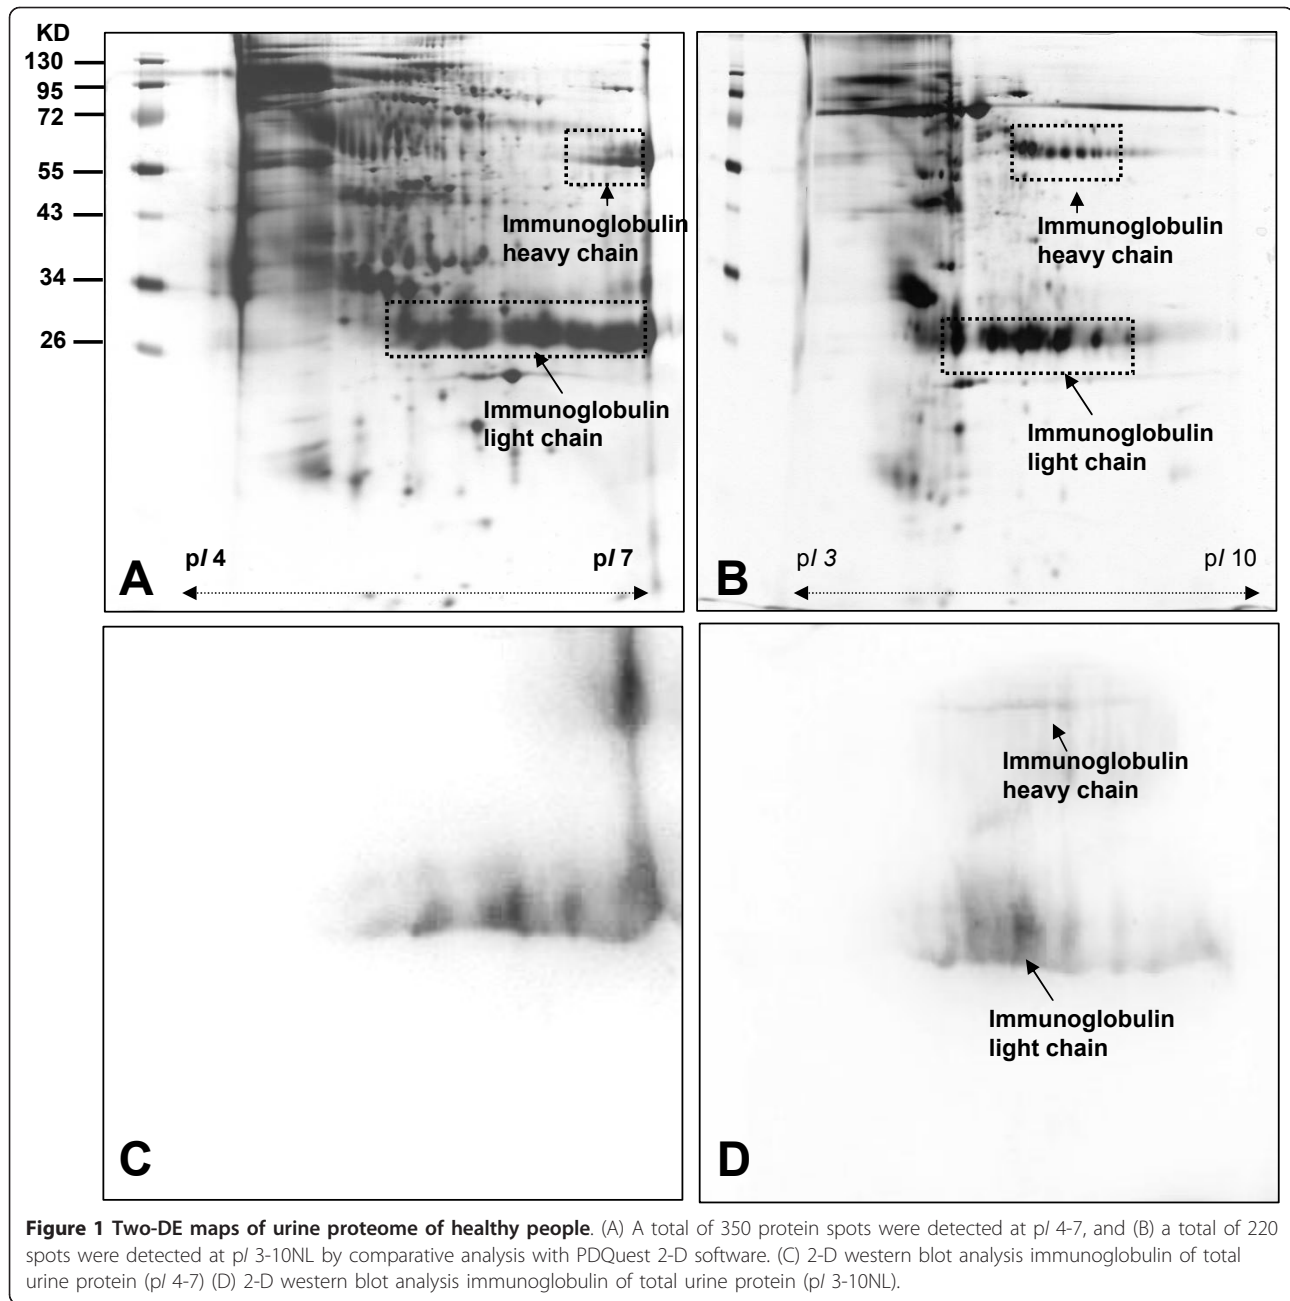 KD
130
95
72
55
43
34
26
Immunoglobulin
heavy chain
Immunoglobulin
light chain
A
pI 4
pI 7
Immunoglobulin
heavy chain
Immunoglobulin
light chain
B
pI 3
pI 10
C
Immunoglobulin
heavy chain
Immunoglobulin
light chain
D
Figure 1 Two-DE maps of urine proteome of healthy people. (A) A total of 350 protein spots were detected at pI 4-7, and (B) a total of 220
spots were detected at pI 3-10NL by comparative analysis with PDQuest 2-D software. (C) 2-D western blot analysis immunoglobulin of total
urine protein (pI 4-7) (D) 2-D western blot analysis immunoglobulin of total urine protein (pI 3-10NL).